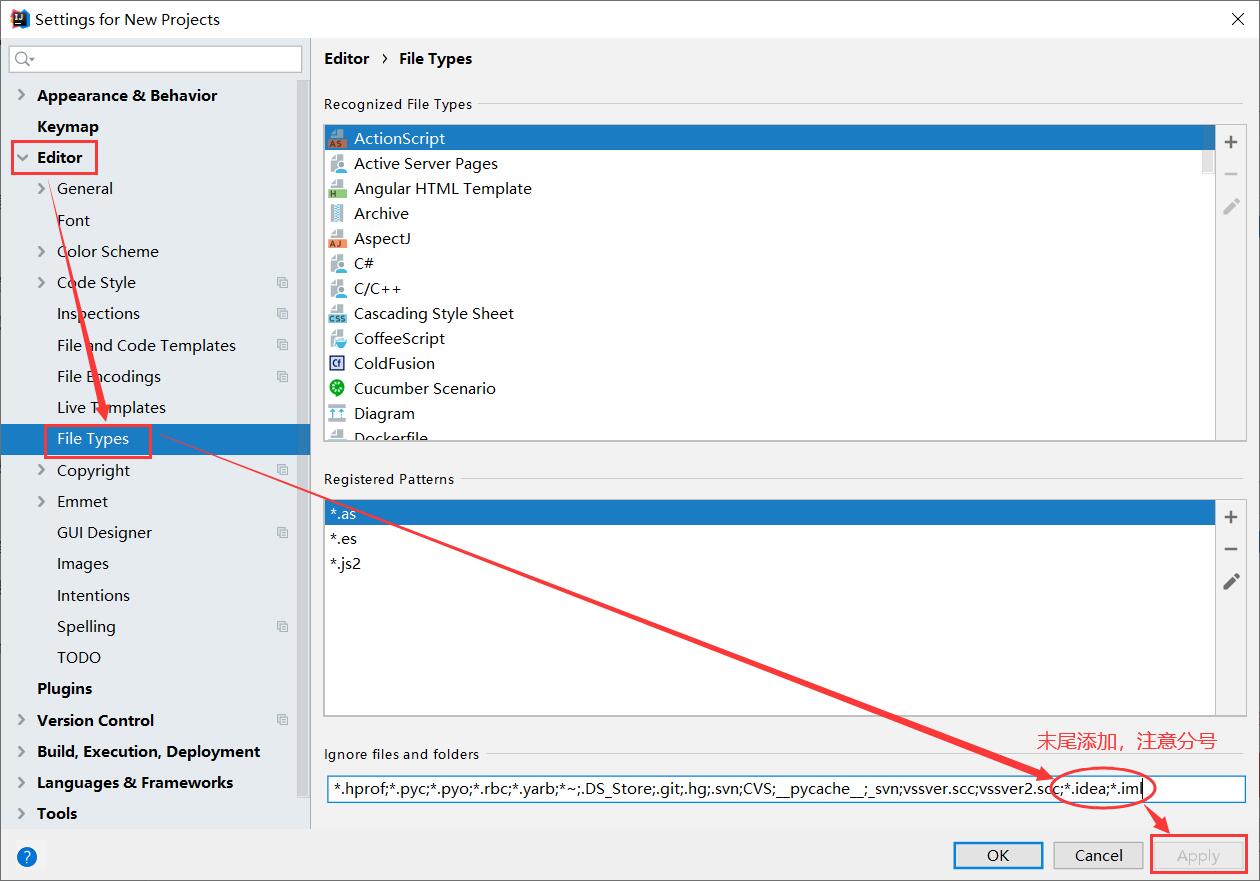 Settings for New Projects
Appearance & Behavior
Keymap
Editor
General
Font
Color Scheme
Code Style
Inspections
File and Code Templates
File Encodings
Live Templates
File Types
Copyright
Emmet
GUI Designer
Images
Intentions
Spelling
TODO
Plugins
Version Control
Build, Execution, Deployment
Languages & Frameworks
Tools
Editor › File Types
Recognized File Types
ActionScript
Active Server Pages
Angular HTML Template
Archive
AspectJ
C#
C/C++
Cascading Style Sheet
CoffeeScript
ColdFusion
Cucumber Scenario
Diagram
Dockerfile
Registered Patterns
*.as
*.es
*.js2
末尾添加，注意分号
Ignore files and folders
*.hprof;*.pyc;*.pyo;*.rbc;*.yarb;*~;.DS_Store;.git;.hg;.svn;CVS;__pycache__;_svn;vssver.scc;vssver2.scc;*.idea;*.iml
?
OK
Cancel
Apply